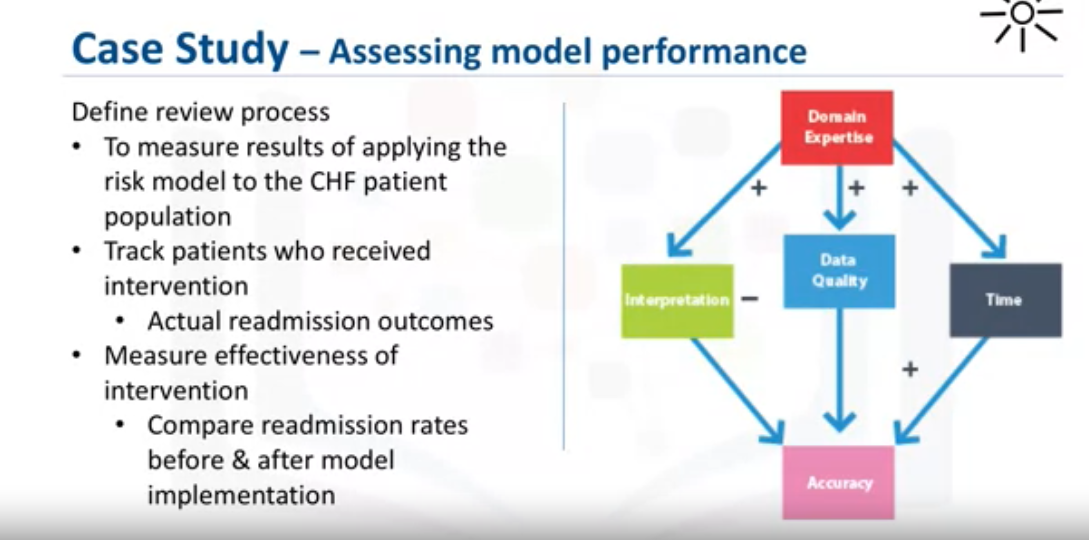 Case Study – Assessing model performance
Define review process
• To measure results of applying the
risk model to the CHF patient
population
• Track patients who received
intervention
• Actual readmission outcomes
• Measure effectiveness of
intervention
• Compare readmission rates
before & after model
implementation
Domain
Expertise
+ + +
Data
Quality
Interpretation –
Time
+
Accuracy